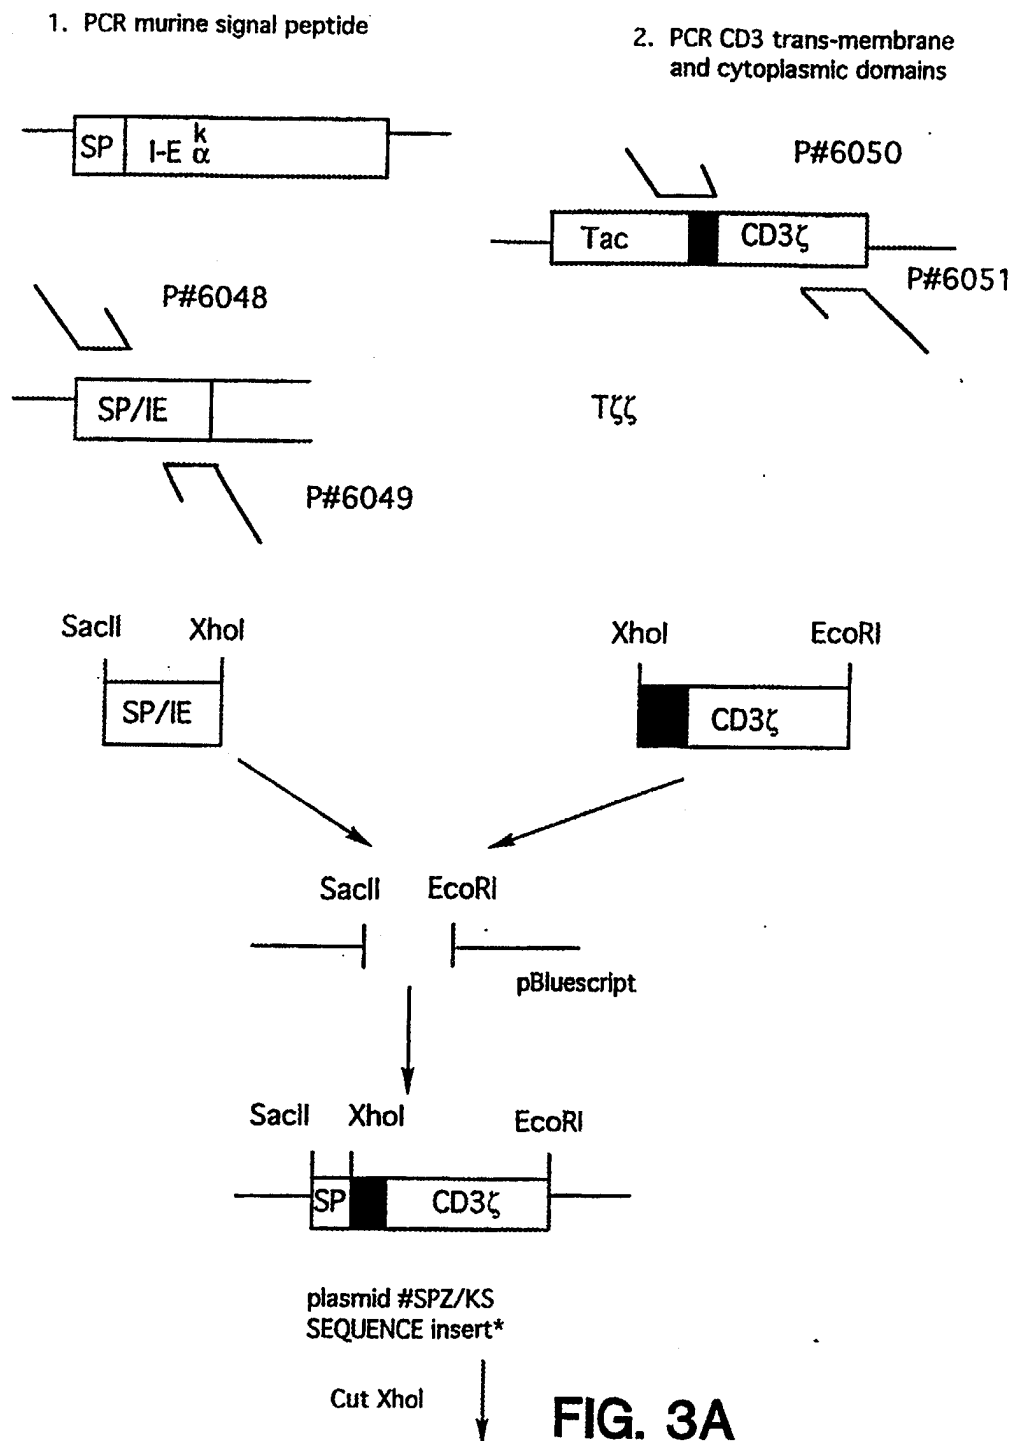 1. PCR murine signal peptide
2. PCR CD3 trans-membrane
and cytoplasmic domains
SP
I-E k α
P#6050
Tac
CD3ζ
P#6051
P#6048
SP/IE
Tζζ
P#6049
SacII
XhoI
SP/IE
XhoI
EcoRI
CD3ζ
SacII
EcoRI
pBluescript
SacII
XhoI
EcoRI
SP
CD3ζ
plasmid #SPZ/KS
SEQUENCE insert*
Cut XhoI
FIG. 3A